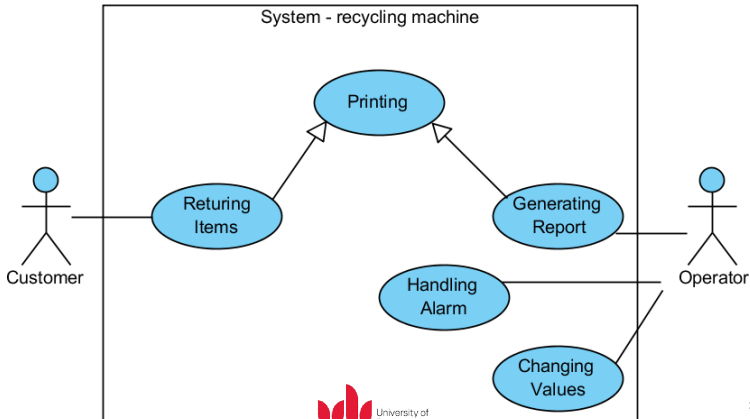 System - recycling machine
Printing
Returing
Items
Generating
Report
Customer
Operator
Handling
Alarm
Changing
Values
University of